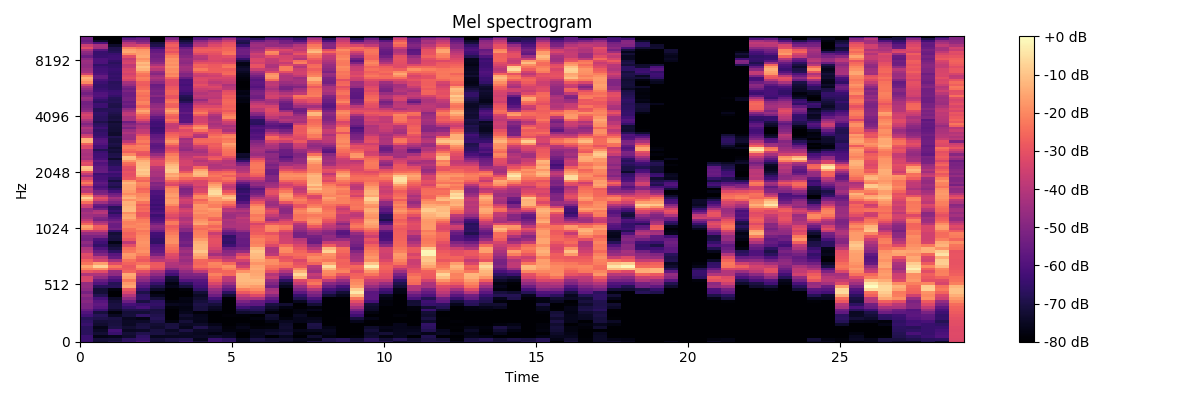 Mel spectrogram
8192
4096
2048
1024
512
0
Hz
0 5 10 15 20 25
Time
+0 dB
-10 dB
-20 dB
-30 dB
-40 dB
-50 dB
-60 dB
-70 dB
-80 dB